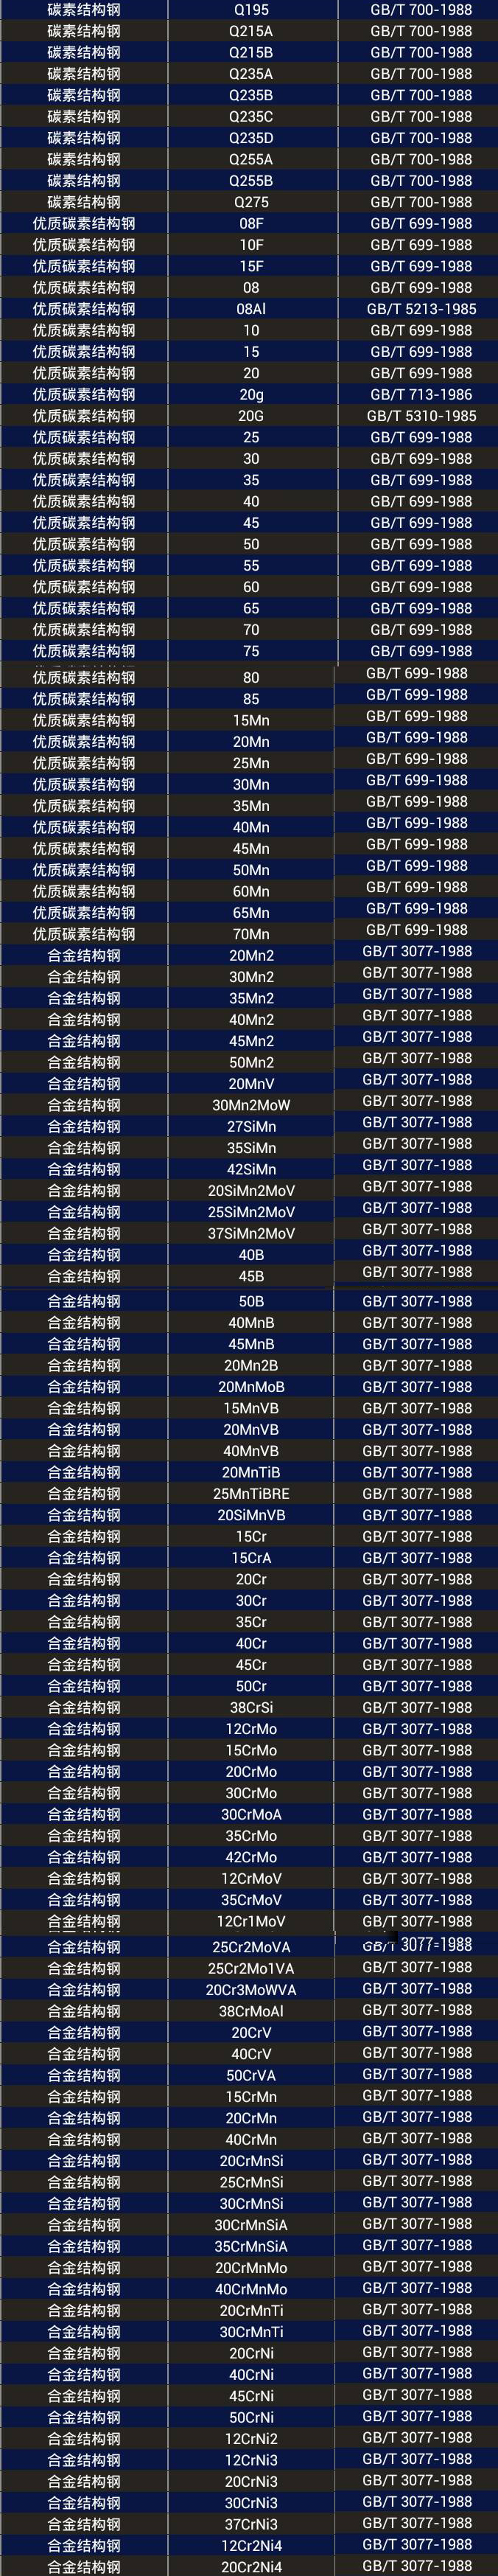 碳素结构钢 Q195 GB/T 700-1988
碳素结构钢 Q215A GB/T 700-1988
碳素结构钢 Q215B GB/T 700-1988
碳素结构钢 Q235A GB/T 700-1988
碳素结构钢 Q235B GB/T 700-1988
碳素结构钢 Q235C GB/T 700-1988
碳素结构钢 Q235D GB/T 700-1988
碳素结构钢 Q255A GB/T 700-1988
碳素结构钢 Q255B GB/T 700-1988
碳素结构钢 Q275 GB/T 700-1988
优质碳素结构钢 08F GB/T 699-1988
优质碳素结构钢 10F GB/T 699-1988
优质碳素结构钢 15F GB/T 699-1988
优质碳素结构钢 08 GB/T 699-1988
优质碳素结构钢 08Al GB/T 5213-1985
优质碳素结构钢 10 GB/T 699-1988
优质碳素结构钢 15 GB/T 699-1988
优质碳素结构钢 20 GB/T 699-1988
优质碳素结构钢 20g GB/T 713-1986
优质碳素结构钢 20G GB/T 5310-1985
优质碳素结构钢 25 GB/T 699-1988
优质碳素结构钢 30 GB/T 699-1988
优质碳素结构钢 35 GB/T 699-1988
优质碳素结构钢 40 GB/T 699-1988
优质碳素结构钢 45 GB/T 699-1988
优质碳素结构钢 50 GB/T 699-1988
优质碳素结构钢 55 GB/T 699-1988
优质碳素结构钢 60 GB/T 699-1988
优质碳素结构钢 65 GB/T 699-1988
优质碳素结构钢 70 GB/T 699-1988
优质碳素结构钢 75 GB/T 699-1988
优质碳素结构钢 80 GB/T 699-1988
优质碳素结构钢 85 GB/T 699-1988
优质碳素结构钢 15Mn GB/T 699-1988
优质碳素结构钢 20Mn GB/T 699-1988
优质碳素结构钢 25Mn GB/T 699-1988
优质碳素结构钢 30Mn GB/T 699-1988
优质碳素结构钢 35Mn GB/T 699-1988
优质碳素结构钢 40Mn GB/T 699-1988
优质碳素结构钢 45Mn GB/T 699-1988
优质碳素结构钢 50Mn GB/T 699-1988
优质碳素结构钢 60Mn GB/T 699-1988
优质碳素结构钢 65Mn GB/T 699-1988
优质碳素结构钢 70Mn GB/T 699-1988
合金结构钢 20Mn2 GB/T 3077-1988
合金结构钢 30Mn2 GB/T 3077-1988
合金结构钢 35Mn2 GB/T 3077-1988
合金结构钢 40Mn2 GB/T 3077-1988
合金结构钢 45Mn2 GB/T 3077-1988
合金结构钢 50Mn2 GB/T 3077-1988
合金结构钢 20MnV GB/T 3077-1988
合金结构钢 30Mn2MoW GB/T 3077-1988
合金结构钢 27SiMn GB/T 3077-1988
合金结构钢 35SiMn GB/T 3077-1988
合金结构钢 42SiMn GB/T 3077-1988
合金结构钢 20SiMn2MoV GB/T 3077-1988
合金结构钢 25SiMn2MoV GB/T 3077-1988
合金结构钢 37SiMn2MoV GB/T 3077-1988
合金结构钢 40B GB/T 3077-1988
合金结构钢 45B GB/T 3077-1988
合金结构钢 50B GB/T 3077-1988
合金结构钢 40MnB GB/T 3077-1988
合金结构钢 45MnB GB/T 3077-1988
合金结构钢 20Mn2B GB/T 3077-1988
合金结构钢 20MnMoB GB/T 3077-1988
合金结构钢 15MnVB GB/T 3077-1988
合金结构钢 20MnVB GB/T 3077-1988
合金结构钢 40MnVB GB/T 3077-1988
合金结构钢 20MnTiB GB/T 3077-1988
合金结构钢 25MnTiBRE GB/T 3077-1988
合金结构钢 20SiMnVB GB/T 3077-1988
合金结构钢 15Cr GB/T 3077-1988
合金结构钢 15CrA GB/T 3077-1988
合金结构钢 20Cr GB/T 3077-1988
合金结构钢 30Cr GB/T 3077-1988
合金结构钢 35Cr GB/T 3077-1988
合金结构钢 40Cr GB/T 3077-1988
合金结构钢 45Cr GB/T 3077-1988
合金结构钢 50Cr GB/T 3077-1988
合金结构钢 38CrSi GB/T 3077-1988
合金结构钢 12CrMo GB/T 3077-1988
合金结构钢 15CrMo GB/T 3077-1988
合金结构钢 20CrMo GB/T 3077-1988
合金结构钢 30CrMo GB/T 3077-1988
合金结构钢 30CrMoA GB/T 3077-1988
合金结构钢 35CrMo GB/T 3077-1988
合金结构钢 42CrMo GB/T 3077-1988
合金结构钢 12CrMoV GB/T 3077-1988
合金结构钢 35CrMoV GB/T 3077-1988
合金结构钢 12Cr1MoV GB/T 3077-1988
合金结构钢 25Cr2MoVA GB/T 3077-1988
合金结构钢 25Cr2Mo1VA GB/T 3077-1988
合金结构钢 20Cr3MoWVA GB/T 3077-1988
合金结构钢 38CrMoAl GB/T 3077-1988
合金结构钢 20CrV GB/T 3077-1988
合金结构钢 40CrV GB/T 3077-1988
合金结构钢 50CrVA GB/T 3077-1988
合金结构钢 15CrMn GB/T 3077-1988
合金结构钢 20CrMn GB/T 3077-1988
合金结构钢 40CrMn GB/T 3077-1988
合金结构钢 20CrMnSi GB/T 3077-1988
合金结构钢 25CrMnSi GB/T 3077-1988
合金结构钢 30CrMnSi GB/T 3077-1988
合金结构钢 30CrMnSiA GB/T 3077-1988
合金结构钢 35CrMnSiA GB/T 3077-1988
合金结构钢 20CrMnMo GB/T 3077-1988
合金结构钢 40CrMnMo GB/T 3077-1988
合金结构钢 20CrMnTi GB/T 3077-1988
合金结构钢 30CrMnTi GB/T 3077-1988
合金结构钢 20CrNi GB/T 3077-1988
合金结构钢 40CrNi GB/T 3077-1988
合金结构钢 45CrNi GB/T 3077-1988
合金结构钢 50CrNi GB/T 3077-1988
合金结构钢 12CrNi2 GB/T 3077-1988
合金结构钢 12CrNi3 GB/T 3077-1988
合金结构钢 20CrNi3 GB/T 3077-1988
合金结构钢 30CrNi3 GB/T 3077-1988
合金结构钢 37CrNi3 GB/T 3077-1988
合金结构钢 12Cr2Ni4 GB/T 3077-1988
合金结构钢 20Cr2Ni4 GB/T 3077-1988